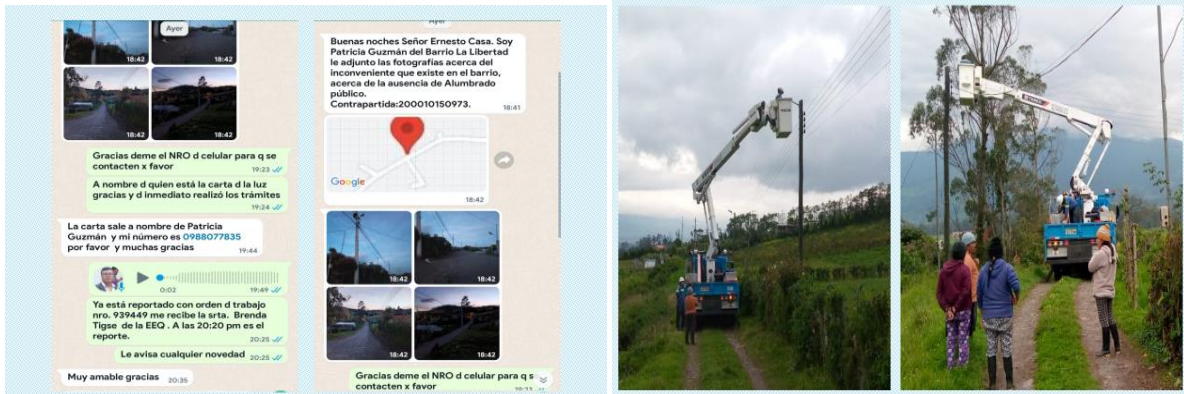 Ayer
18:42
18:42
18:42
Gracias deme el NRO d celular para q se
contacten x favor
19:23
A nombre d quien está la carta d la luz
gracias y d inmediato realizó los trámites
19:24
La carta sale a nombre de Patricia
Guzmán y mi número es 0988077835
por favor y muchas gracias
19:44
0:02
19:49
Ya está reportado con orden d trabajo
nro. 939449 me recibe la srta. Brenda
Tigse de la EEQ . A las 20:20 pm es el
reporte.
20:25
Le avisa cualquier novedad 20:25
Muy amable gracias 20:35
Ayer
Buenas noches Señor Ernesto Casa. Soy
Patricia Guzmán del Barrio La Libertad
le adjunto las fotografías acerca del
inconveniente que existe en el barrio,
acerca de la ausencia de Alumbrado
público.
Contrapartida:200010150973.
18:41
Google
18:42
18:42
18:42
18:42
18:42
Gracias deme el NRO d celular para q s
contacten x favor